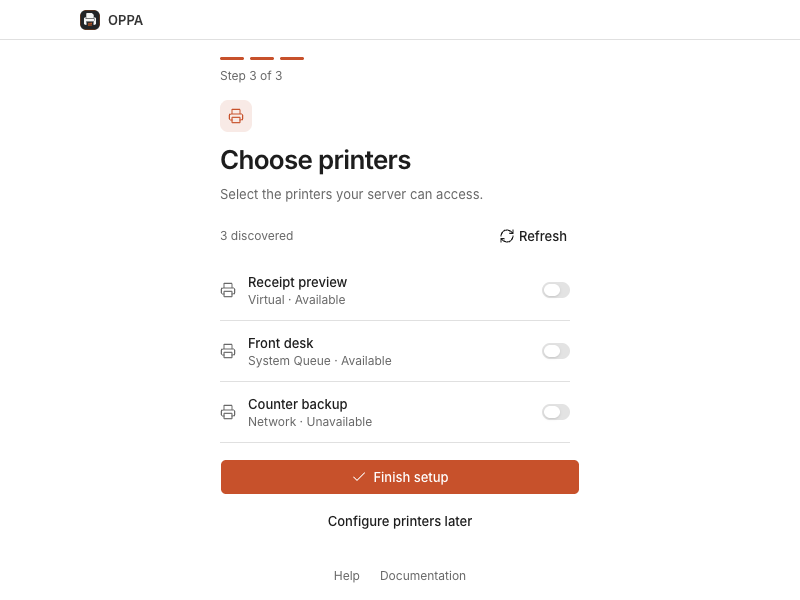 OPPA
Step 3 of 3
Choose printers
Select the printers your server can access.
3 discovered
Refresh
Receipt preview
Virtual · Available
Front desk
System Queue · Available
Counter backup
Network · Unavailable
Finish setup
Configure printers later
Help Documentation